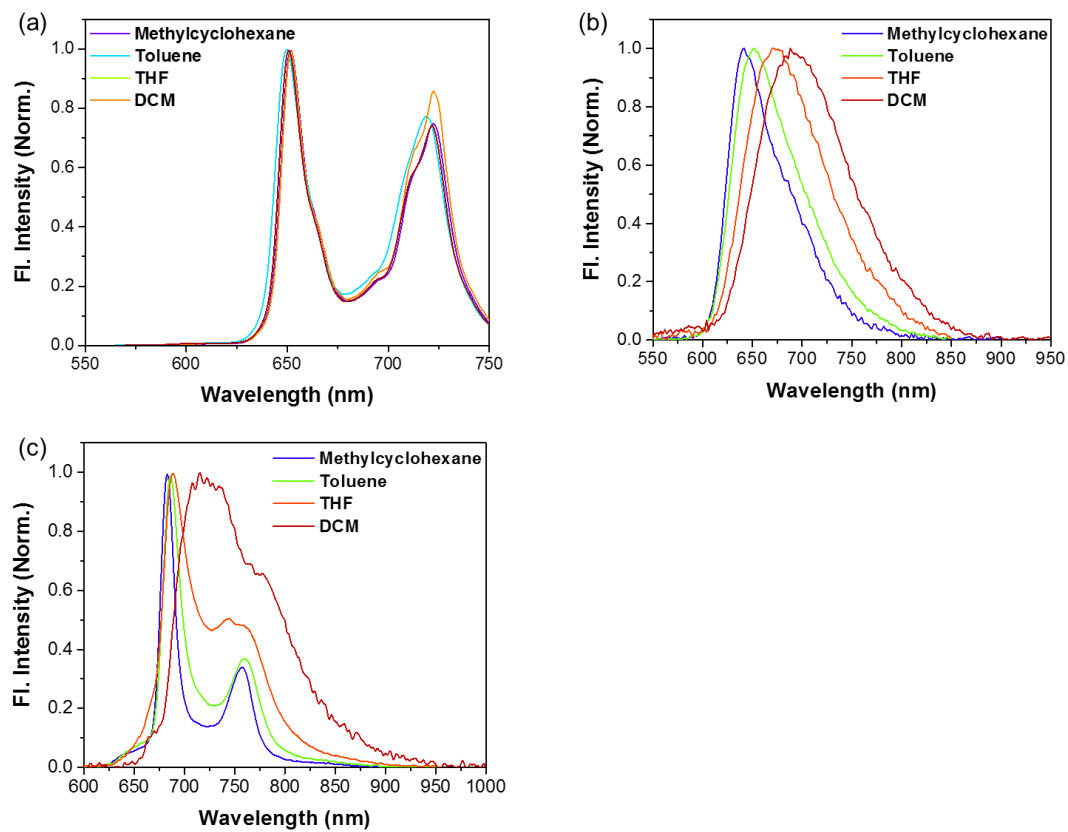 (a)
Methylcyclohexane
Toluene
THF
DCM
1.0
0.8
0.6
0.4
0.2
0.0
550 600 650 700 750
Fl. Intensity (Norm.)
Wavelength (nm)
(b)
Methylcyclohexane
Toluene
THF
DCM
1.0
0.8
0.6
0.4
0.2
0.0
550 600 650 700 750 800 850 900 950
Fl. Intensity (Norm.)
Wavelength (nm)
(c)
Methylcyclohexane
Toluene
THF
DCM
1.0
0.8
0.6
0.4
0.2
0.0
600 650 700 750 800 850 900 950 1000
Fl. Intensity (Norm.)
Wavelength (nm)